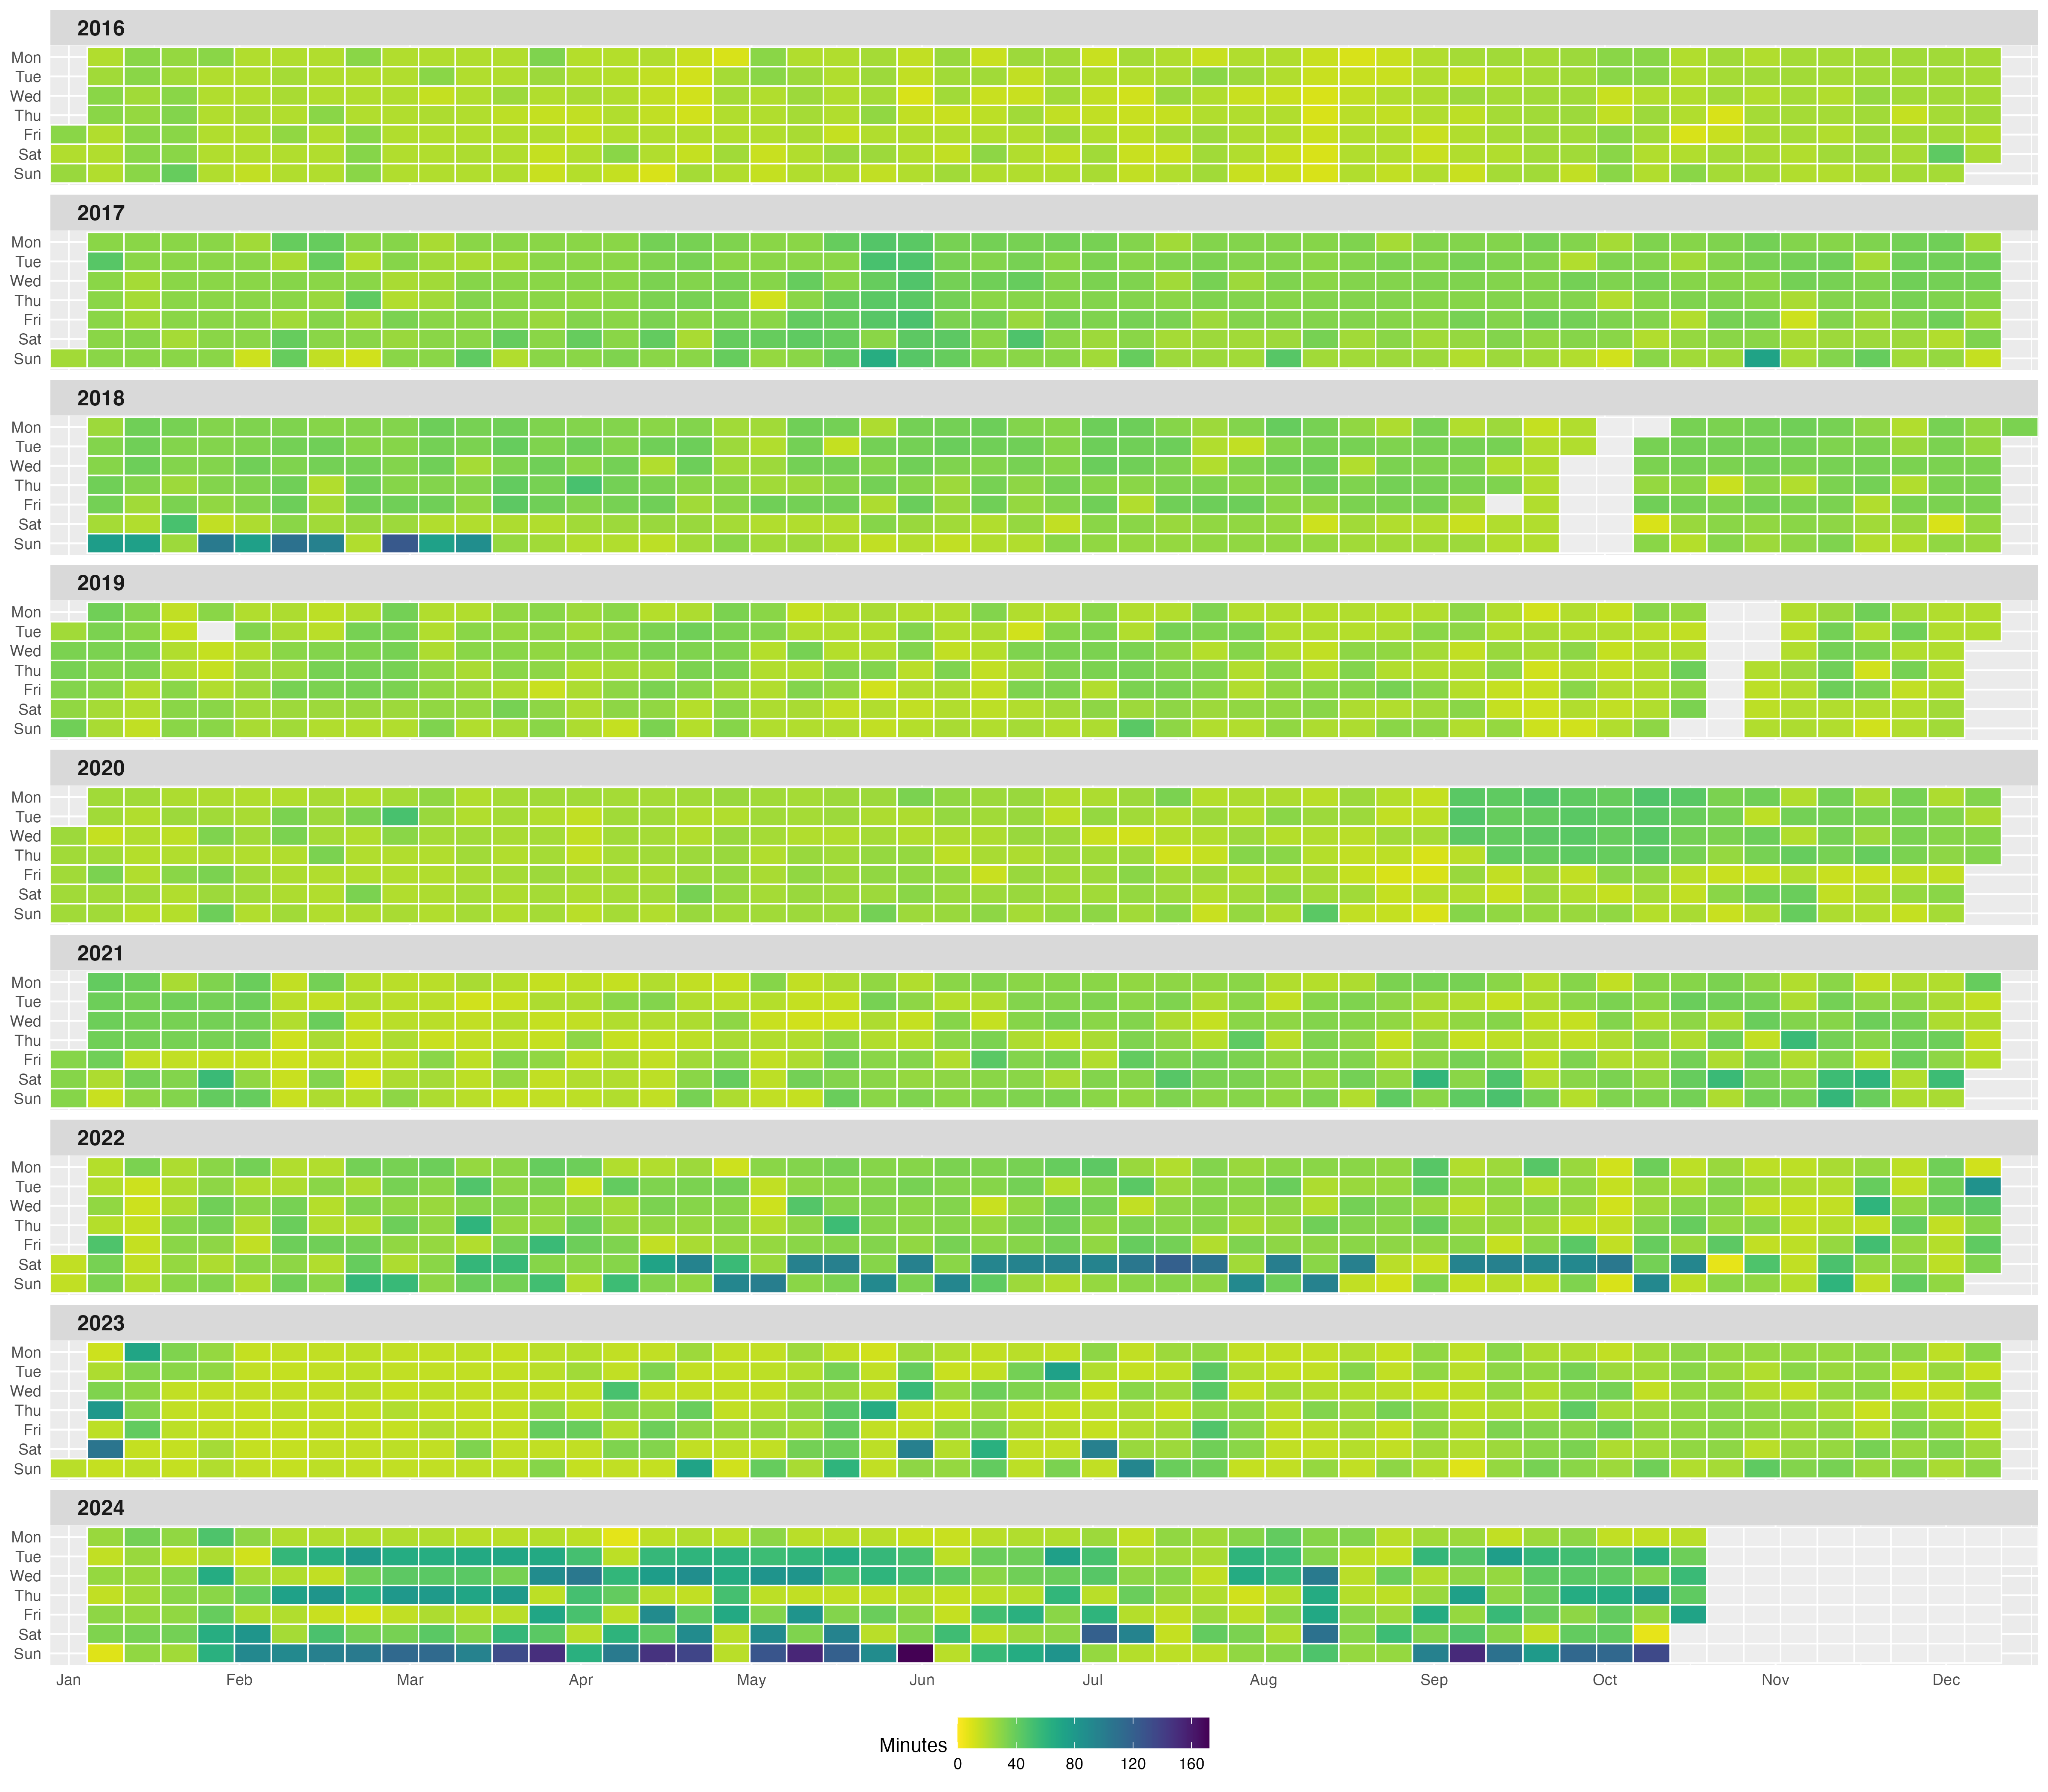 2016
Mon
Tue
Wed
Thu
Fri
Sat
Sun
2017
Mon
Tue
Wed
Thu
Fri
Sat
Sun
2018
Mon
Tue
Wed
Thu
Fri
Sat
Sun
2019
Mon
Tue
Wed
Thu
Fri
Sat
Sun
2020
Mon
Tue
Wed
Thu
Fri
Sat
Sun
2021
Mon
Tue
Wed
Thu
Fri
Sat
Sun
2022
Mon
Tue
Wed
Thu
Fri
Sat
Sun
2023
Mon
Tue
Wed
Thu
Fri
Sat
Sun
2024
Mon
Tue
Wed
Thu
Fri
Sat
Sun
Jan Feb Mar Apr May Jun Jul Aug Sep Oct Nov Dec
Minutes
0 40 80 120 160